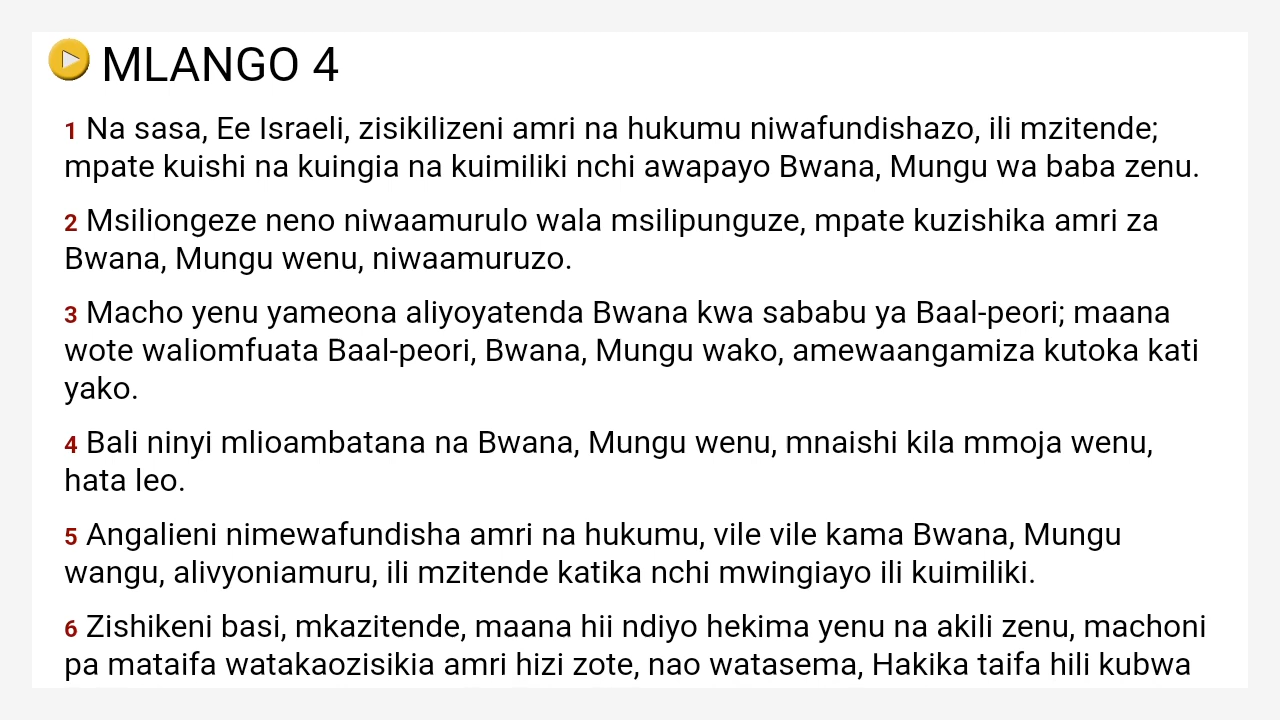 MLANGO 4
1 Na sasa, Ee Israeli, zisikilizeni amri na hukumu niwafundishazo, ili mzitende;
mpate kuishi na kuingia na kuimiliki nchi awapayo Bwana, Mungu wa baba zenu.
2 Msiliongeze neno niwaamurulo wala msilipunguze, mpate kuzishika amri za
Bwana, Mungu wenu, niwaamuruzo.
3 Macho yenu yameona aliyoyatenda Bwana kwa sababu ya Baal-peori; maana
wote waliomfuata Baal-peori, Bwana, Mungu wako, amewaangamiza kutoka kati
yako.
4 Bali ninyi mlioambatana na Bwana, Mungu wenu, mnaishi kila mmoja wenu,
hata leo.
5 Angalieni nimewafundisha amri na hukumu, vile vile kama Bwana, Mungu
wangu, alivyoniamuru, ili mzitende katika nchi mwingiayo ili kuimiliki.
6 Zishikeni basi, mkazitende, maana hii ndiyo hekima yenu na akili zenu, machoni
pa mataifa watakaozisikia amri hizi zote, nao watasema, Hakika taifa hili kubwa